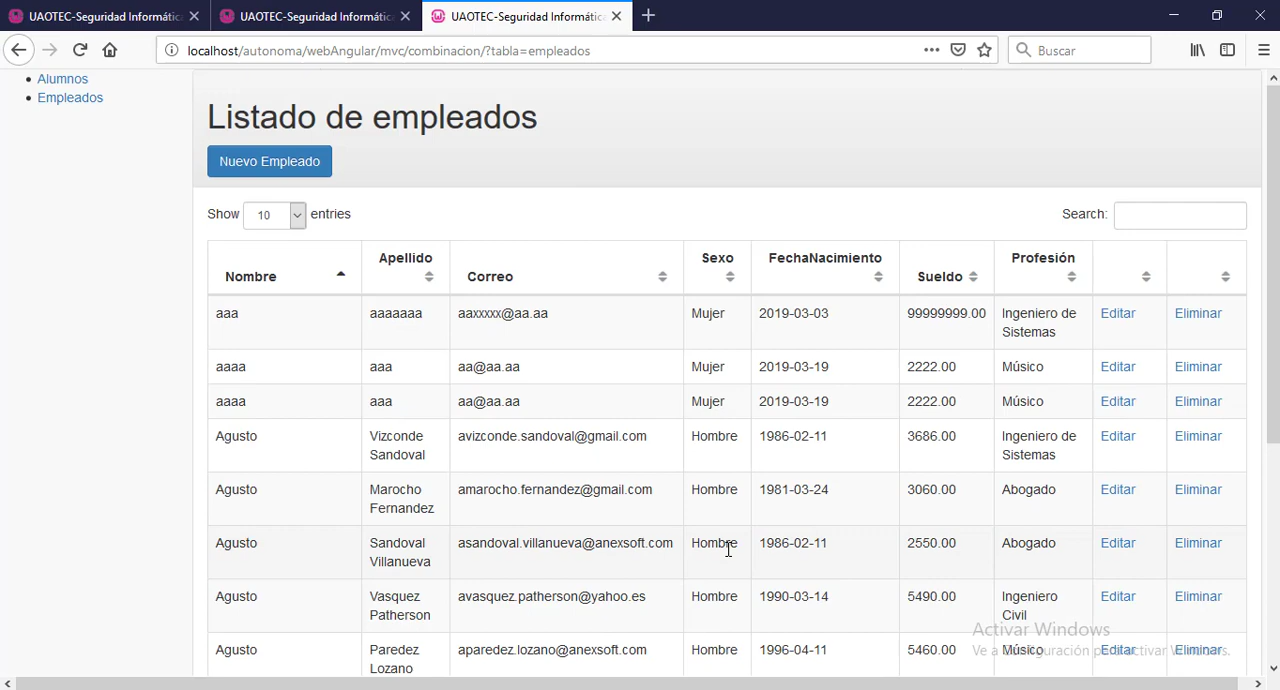 UAOTEC-Seguridad Informática
UAOTEC-Seguridad Informática
UAOTEC-Seguridad Informática
localhost/autonoma/webAngular/mvc/combinacion/?tabla=empleados
Buscar
Alumnos
Empleados
Listado de empleados
Nuevo Empleado
Show 10 entries
Search:
Nombre Apellido Correo Sexo FechaNacimiento Sueldo Profesión
aaa aaaaaaa aaxxxxx@aa.aa Mujer 2019-03-03 99999999.00 Ingeniero de Editar Eliminar
Sistemas
aaaa aaa aa@aa.aa Mujer 2019-03-19 2222.00 Músico Editar Eliminar
aaaa aaa aa@aa.aa Mujer 2019-03-19 2222.00 Músico Editar Eliminar
Agusto Vizconde avizconde.sandoval@gmail.com Hombre 1986-02-11 3686.00 Ingeniero de Editar Eliminar
Sandoval Sistemas
Agusto Marocho amarocho.fernandez@gmail.com Hombre 1981-03-24 3060.00 Abogado Editar Eliminar
Fernandez
Agusto Sandoval asandoval.villanueva@anexsoft.com Hombre 1986-02-11 2550.00 Abogado Editar Eliminar
Villanueva
Agusto Vasquez avasquez.patherson@yahoo.es Hombre 1990-03-14 5490.00 Ingeniero Editar Eliminar
Patherson Civil
Activar Windows
Agusto Paredez aparedez.lozano@anexsoft.com Hombre 1996-04-11 5460.00 Músico Editar Eliminar
Lozano
Ve a Configuración para activar Windows.